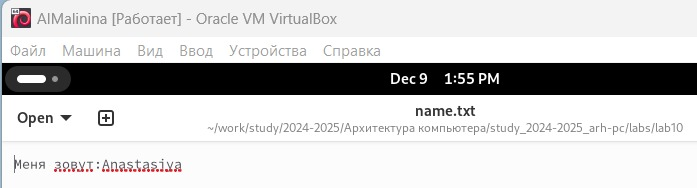 AlMalinina [Работает] - Oracle VM VirtualBox
Файл Машина Вид Ввод Устройства Справка
Dec 9 1:55 PM
Open
name.txt
~/work/study/2024-2025/Архитектура компьютера/study_2024-2025_arh-pc/labs/lab10
Меня зовут:Anastasiya